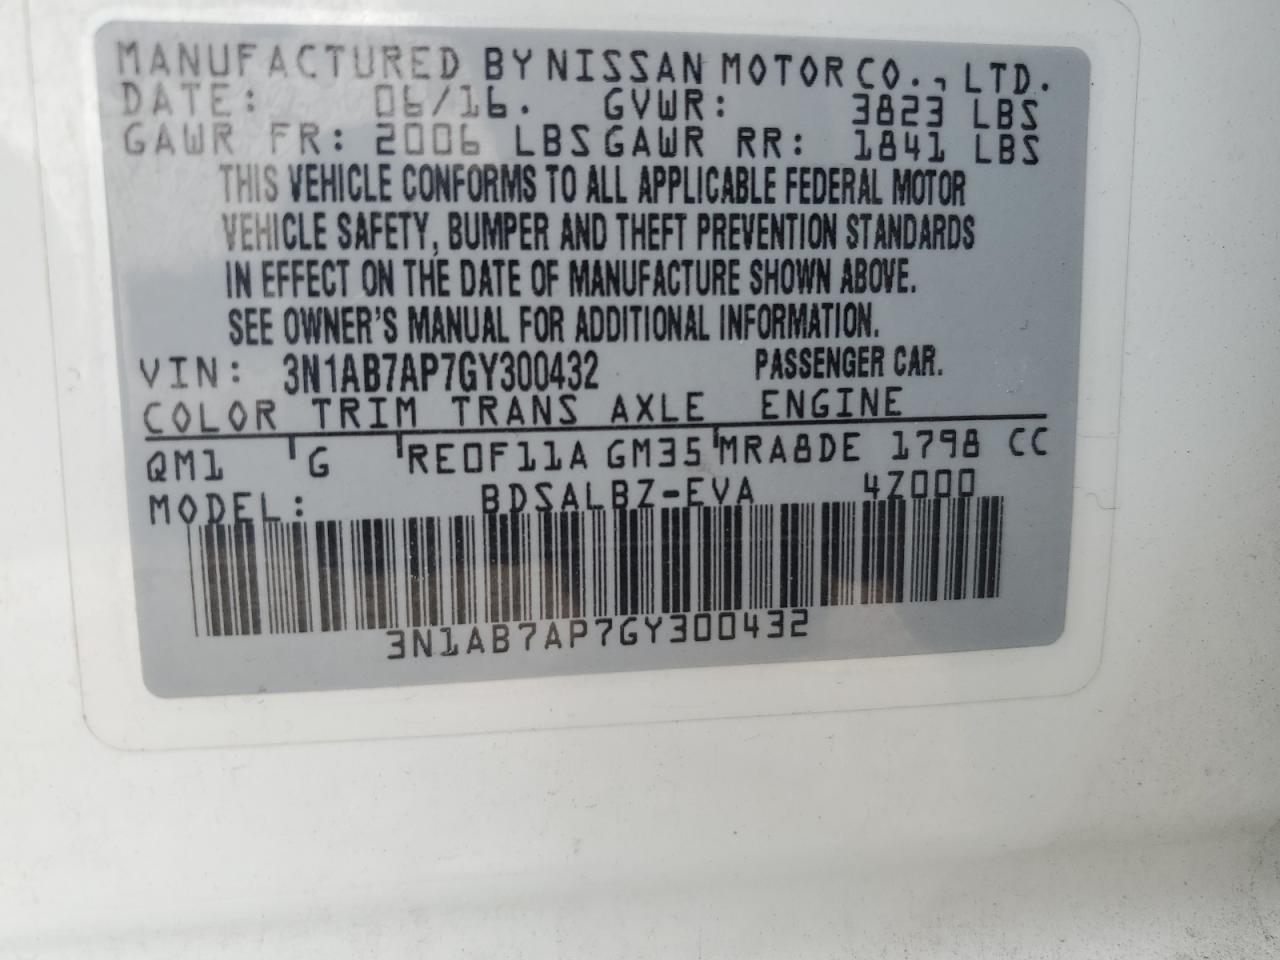 MANUFACTURED BY NISSAN MOTOR CO., LTD.
DATE: 06/16. GVWR: 3823 LBS
GAWR FR: 2006 LBS GAWR RR: 1841 LBS
THIS VEHICLE CONFORMS TO ALL APPLICABLE FEDERAL MOTOR
VEHICLE SAFETY, BUMPER AND THEFT PREVENTION STANDARDS
IN EFFECT ON THE DATE OF MANUFACTURE SHOWN ABOVE.
SEE OWNER'S MANUAL FOR ADDITIONAL INFORMATION.
VIN: 3N1AB7AP7GY300432 PASSENGER CAR.
COLOR TRIM TRANS AXLE ENGINE
QM1 G RE0F11A GM35 MRA8DE 1798 CC
MODEL: BDSALBZ-EVA 4Z000
3N1AB7AP7GY300432